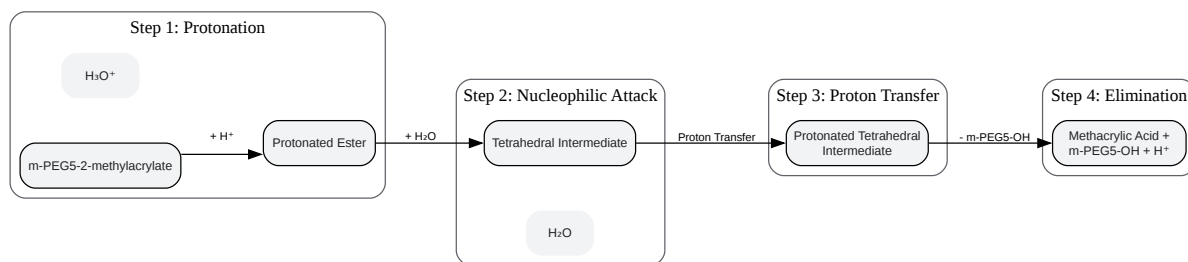 Step 1: Protonation
H₃O⁺
m-PEG5-2-methylacrylate
+ H⁺
Protonated Ester
+ H₂O
Step 2: Nucleophilic Attack
Tetrahedral Intermediate
H₂O
Proton Transfer
Step 3: Proton Transfer
Protonated Tetrahedral
Intermediate
- m-PEG5-OH
Step 4: Elimination
Methacrylic Acid +
m-PEG5-OH + H⁺